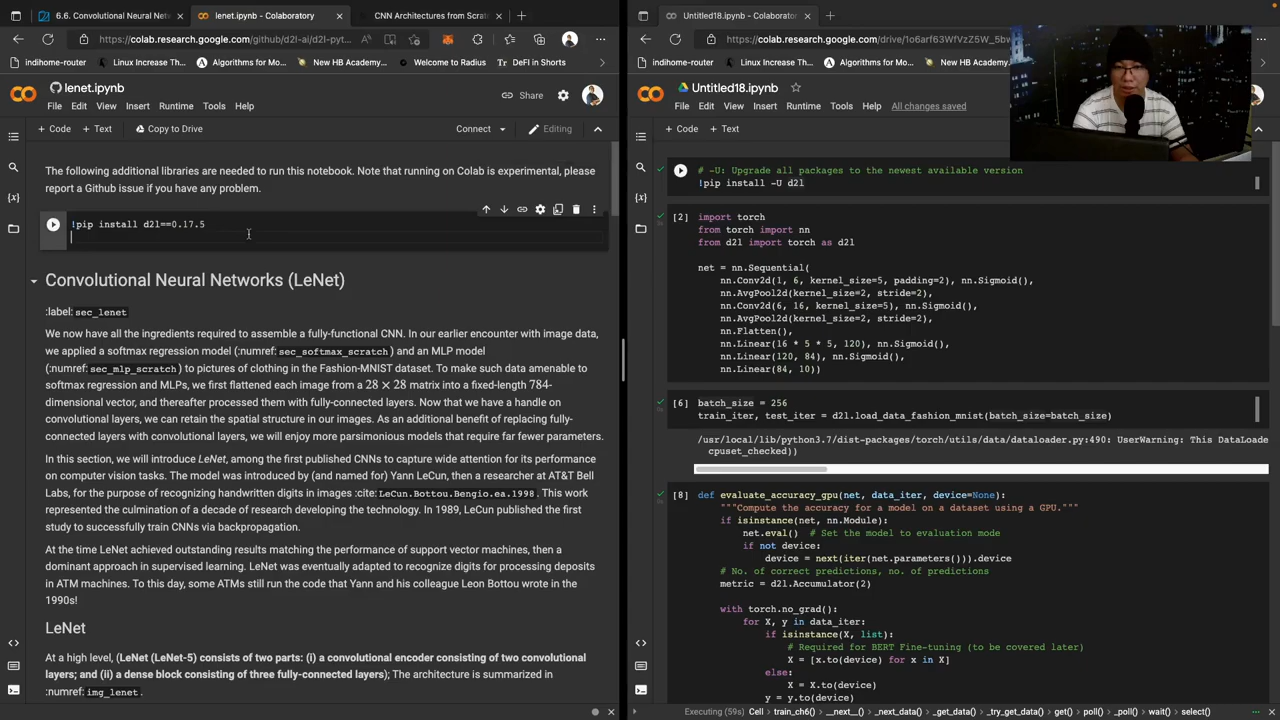 6.6. Convolutional Neural Netw
lenet.ipynb - Colaboratory
CNN Architectures from Scrat
https://colab.research.google.com/github/d2l-ai/d2l-pyt...
indihome-router
Linux Increase Th...
Algorithms for Mo...
New HB Academy...
Welcome to Radius
DeFI in Shorts
lenet.ipynb
File Edit View Insert Runtime Tools Help
Share
+ Code + Text Copy to Drive
Connect
Editing
The following additional libraries are needed to run this notebook. Note that running on Colab is experimental, please
report a Github issue if you have any problem.
!pip install d2l==0.17.5
Convolutional Neural Networks (LeNet)
:label: sec_lenet
We now have all the ingredients required to assemble a fully-functional CNN. In our earlier encounter with image data,
we applied a softmax regression model (:numref: sec_softmax_scratch) and an MLP model
(:numref: sec_mlp_scratch) to pictures of clothing in the Fashion-MNIST dataset. To make such data amenable to
softmax regression and MLPs, we first flattened each image from a 28 × 28 matrix into a fixed-length 784-
dimensional vector, and thereafter processed them with fully-connected layers. Now that we have a handle on
convolutional layers, we can retain the spatial structure in our images. As an additional benefit of replacing fully-
connected layers with convolutional layers, we will enjoy more parsimonious models that require far fewer parameters.
In this section, we will introduce LeNet, among the first published CNNs to capture wide attention for its performance
on computer vision tasks. The model was introduced by (and named for) Yann LeCun, then a researcher at AT&T Bell
Labs, for the purpose of recognizing handwritten digits in images :cite: LeCun.Bottou.Bengio.ea.1998. This work
represented the culmination of a decade of research developing the technology. In 1989, LeCun published the first
study to successfully train CNNs via backpropagation.
At the time LeNet achieved outstanding results matching the performance of support vector machines, then a
dominant approach in supervised learning. LeNet was eventually adapted to recognize digits for processing deposits
in ATM machines. To this day, some ATMs still run the code that Yann and his colleague Leon Bottou wrote in the
1990s!
LeNet
At a high level, (LeNet (LeNet-5) consists of two parts: (i) a convolutional encoder consisting of two convolutional
layers; and (ii) a dense block consisting of three fully-connected layers); The architecture is summarized in
:numref: img_lenet.
Untitled18.ipynb - Colaborator
https://colab.research.google.com/drive/1o6arf63WfVzZ5W_5bv
indihome-router
Linux Increase Th...
Algorithms for Mo...
New HB
Untitled18.ipynb
File Edit View Insert Runtime Tools Help All changes saved
+ Code + Text
# -U: Upgrade all packages to the newest available version
!pip install -U d2l
[2] import torch
from torch import nn
from d2l import torch as d2l
net = nn.Sequential(
nn.Conv2d(1, 6, kernel_size=5, padding=2), nn.Sigmoid(),
nn.AvgPool2d(kernel_size=2, stride=2),
nn.Conv2d(6, 16, kernel_size=5), nn.Sigmoid(),
nn.AvgPool2d(kernel_size=2, stride=2),
nn.Flatten(),
nn.Linear(16 * 5 * 5, 120), nn.Sigmoid(),
nn.Linear(120, 84), nn.Sigmoid(),
nn.Linear(84, 10))
[6] batch_size = 256
train_iter, test_iter = d2l.load_data_fashion_mnist(batch_size=batch_size)
/usr/local/lib/python3.7/dist-packages/torch/utils/data/dataloader.py:490: UserWarning: This DataLoade
cpuset_checked))
[8] def evaluate_accuracy_gpu(net, data_iter, device=None):
"""Compute the accuracy for a model on a dataset using a GPU."""
if isinstance(net, nn.Module):
net.eval() # Set the model to evaluation mode
if not device:
device = next(iter(net.parameters())).device
# No. of correct predictions, no. of predictions
metric = d2l.Accumulator(2)
with torch.no_grad():
for X, y in data_iter:
if isinstance(X, list):
# Required for BERT Fine-tuning (to be covered later)
X = [x.to(device) for x in X]
else:
X = X.to(device)
y = y.to(device)
Executing (59s) Cell > train_ch6() > __next__() > _next_data() > _get_data() > _try_get_data() > get() > poll() > _poll() > wait() > select()